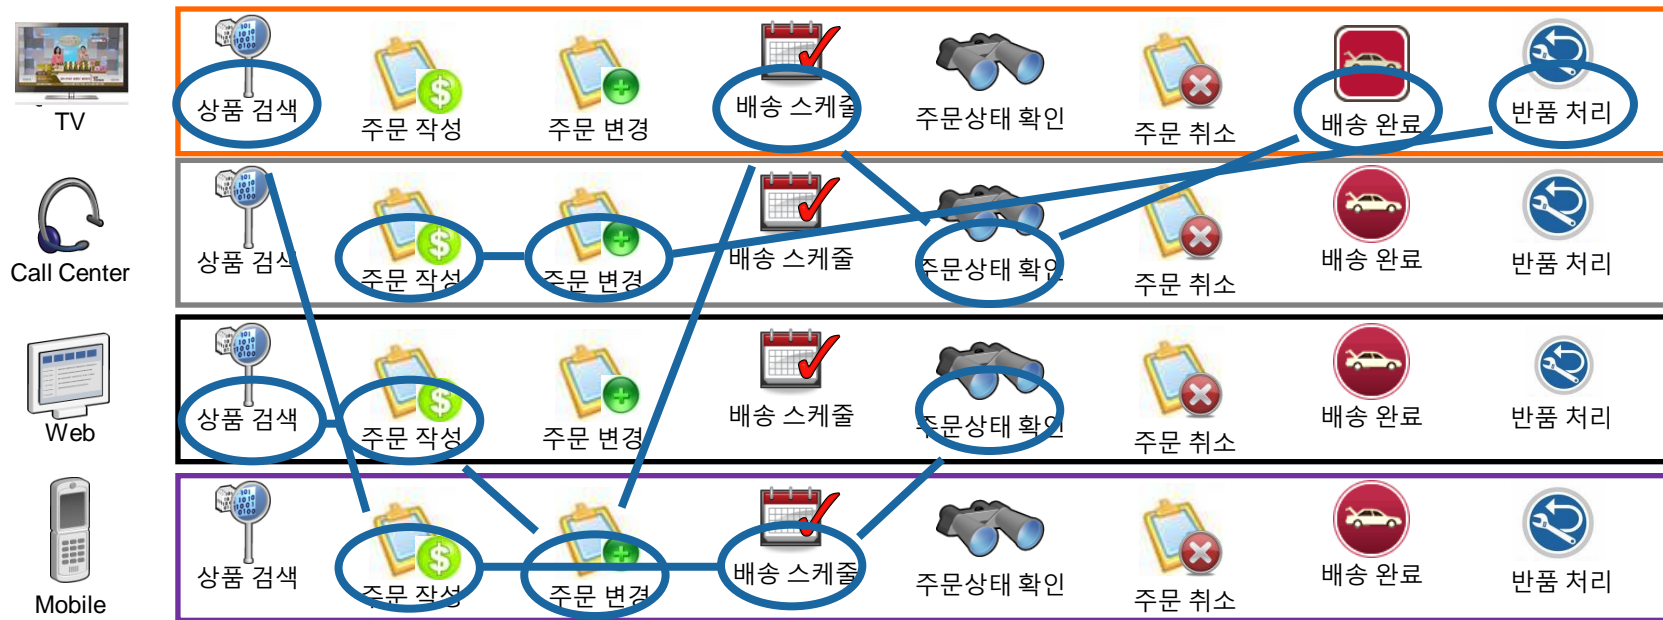 TV
상품 검색
주문 작성
주문 변경
배송 스케줄
주문상태 확인
주문 취소
배송 완료
반품 처리
Call Center
상품 검색
주문 작성
주문 변경
배송 스케줄
주문상태 확인
주문 취소
배송 완료
반품 처리
Web
상품 검색
주문 작성
주문 변경
배송 스케줄
주문상태 확인
주문 취소
배송 완료
반품 처리
Mobile
상품 검색
주문 작성
주문 변경
배송 스케줄
주문상태 확인
주문 취소
배송 완료
반품 처리